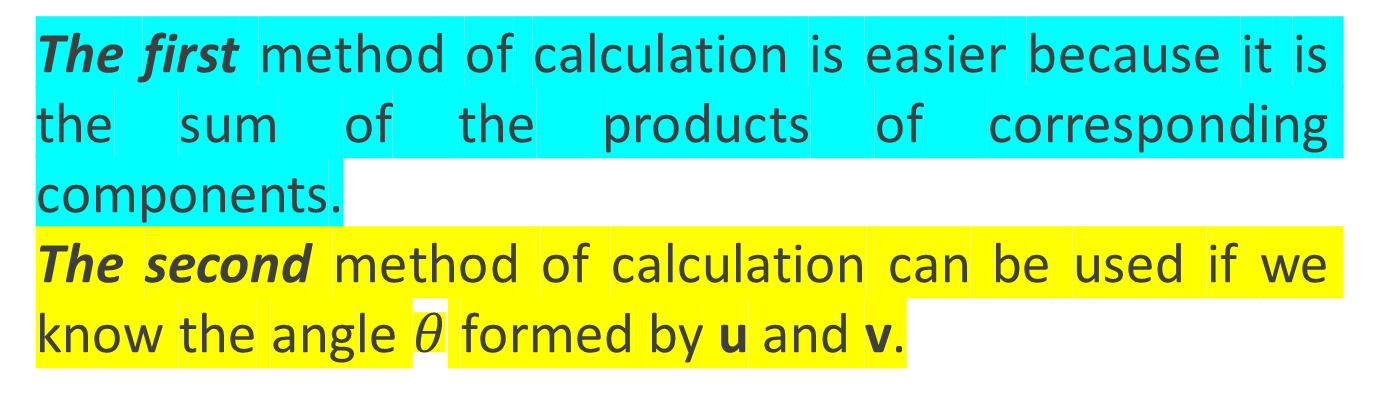 The first method of calculation is easier because it is
the sum of the products of corresponding
components.
The second method of calculation can be used if we
know the angle θ formed by u and v.